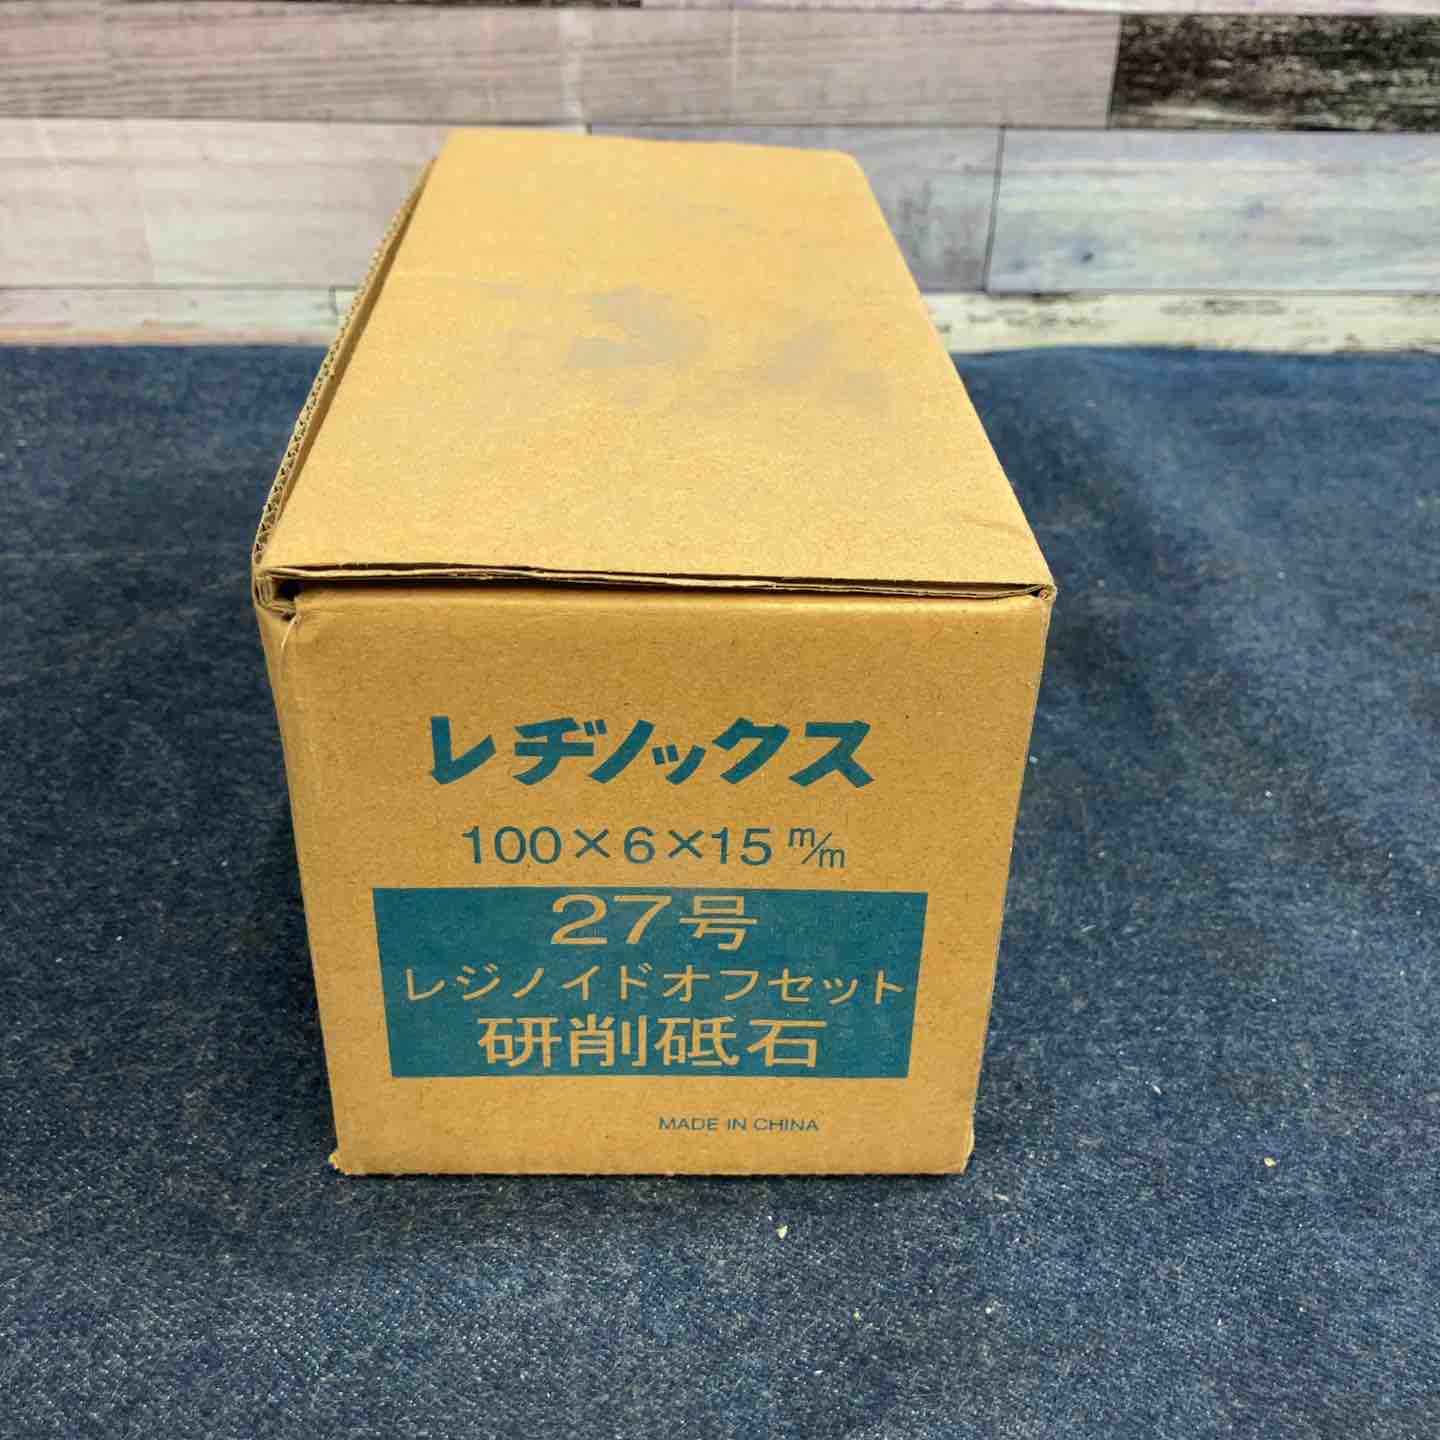 レヂノックス
100×6×15 m/m
27号
レジノイドオフセット
研削砥石
MADE IN CHINA